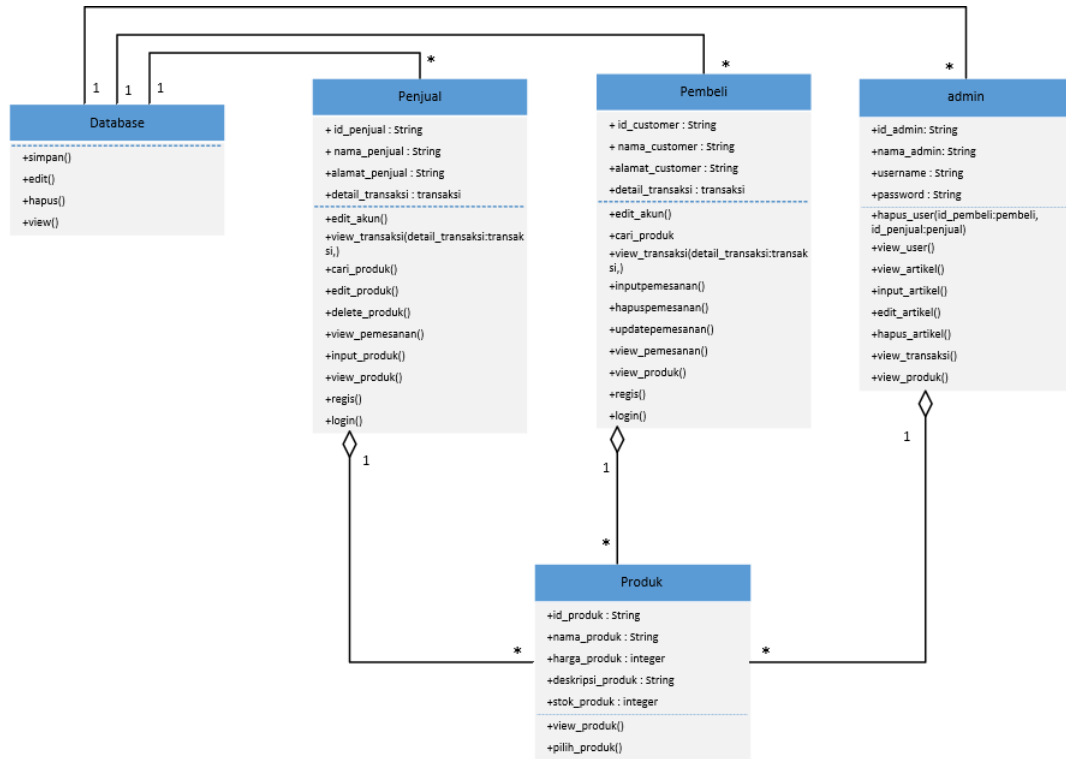 1
1
1
*
*
*
Database
+simpan()
+edit()
+hapus()
+view()
Penjual
+ id_penjual : String
+ nama_penjual : String
+alamat_penjual : String
+detail_transaksi : transaksi
+edit_akun()
+view_transaksi(detail_transaksi:transak
si,)
+cari_produk()
+edit_produk()
+delete_produk()
+view_pemesanan()
+input_produk()
+view_produk()
+regis()
+login()
Pembeli
+ id_customer : String
+ nama_customer : String
+alamat_customer : String
+detail_transaksi : transaksi
+edit_akun()
+cari_produk
+view_transaksi(detail_transaksi:transak
si,)
+inputpemesanan()
+hapuspemesanan()
+updatepemesanan()
+view_pemesanan()
+view_produk()
+regis()
+login()
admin
+id_admin: String
+nama_admin: String
+username : String
+password : String
+hapus_user(id_pembeli:pembeli,
id_penjual:penjual)
+view_user()
+view_artikel()
+input_artikel()
+edit_artikel()
+hapus_artikel()
+view_transaksi()
+view_produk()
1
1
1
*
*
*
Produk
+id_produk : String
+nama_produk : String
+harga_produk : integer
+deskripsi_produk : String
+stok_produk : integer
+view_produk()
+pilih_produk()